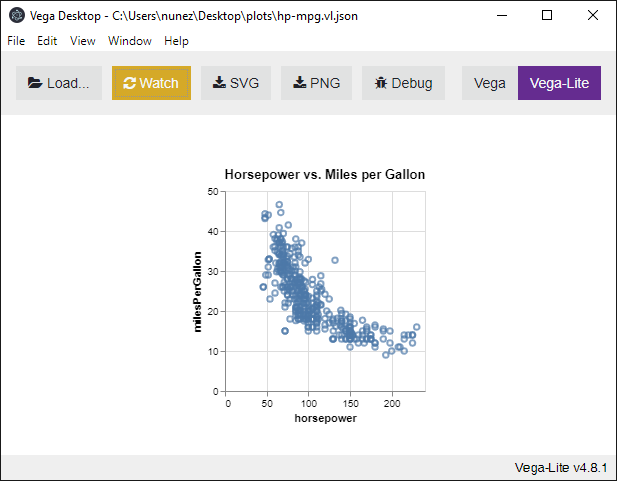 Vega Desktop - C:\Users\nunez\Desktop\plots\hp-mpg.vl.json
File Edit View Window Help
Load... Watch SVG PNG Debug Vega Vega-Lite
Horsepower vs. Miles per Gallon
50
40
30
20
10
0
milesPerGallon
0 50 100 150 200
horsepower
Vega-Lite v4.8.1